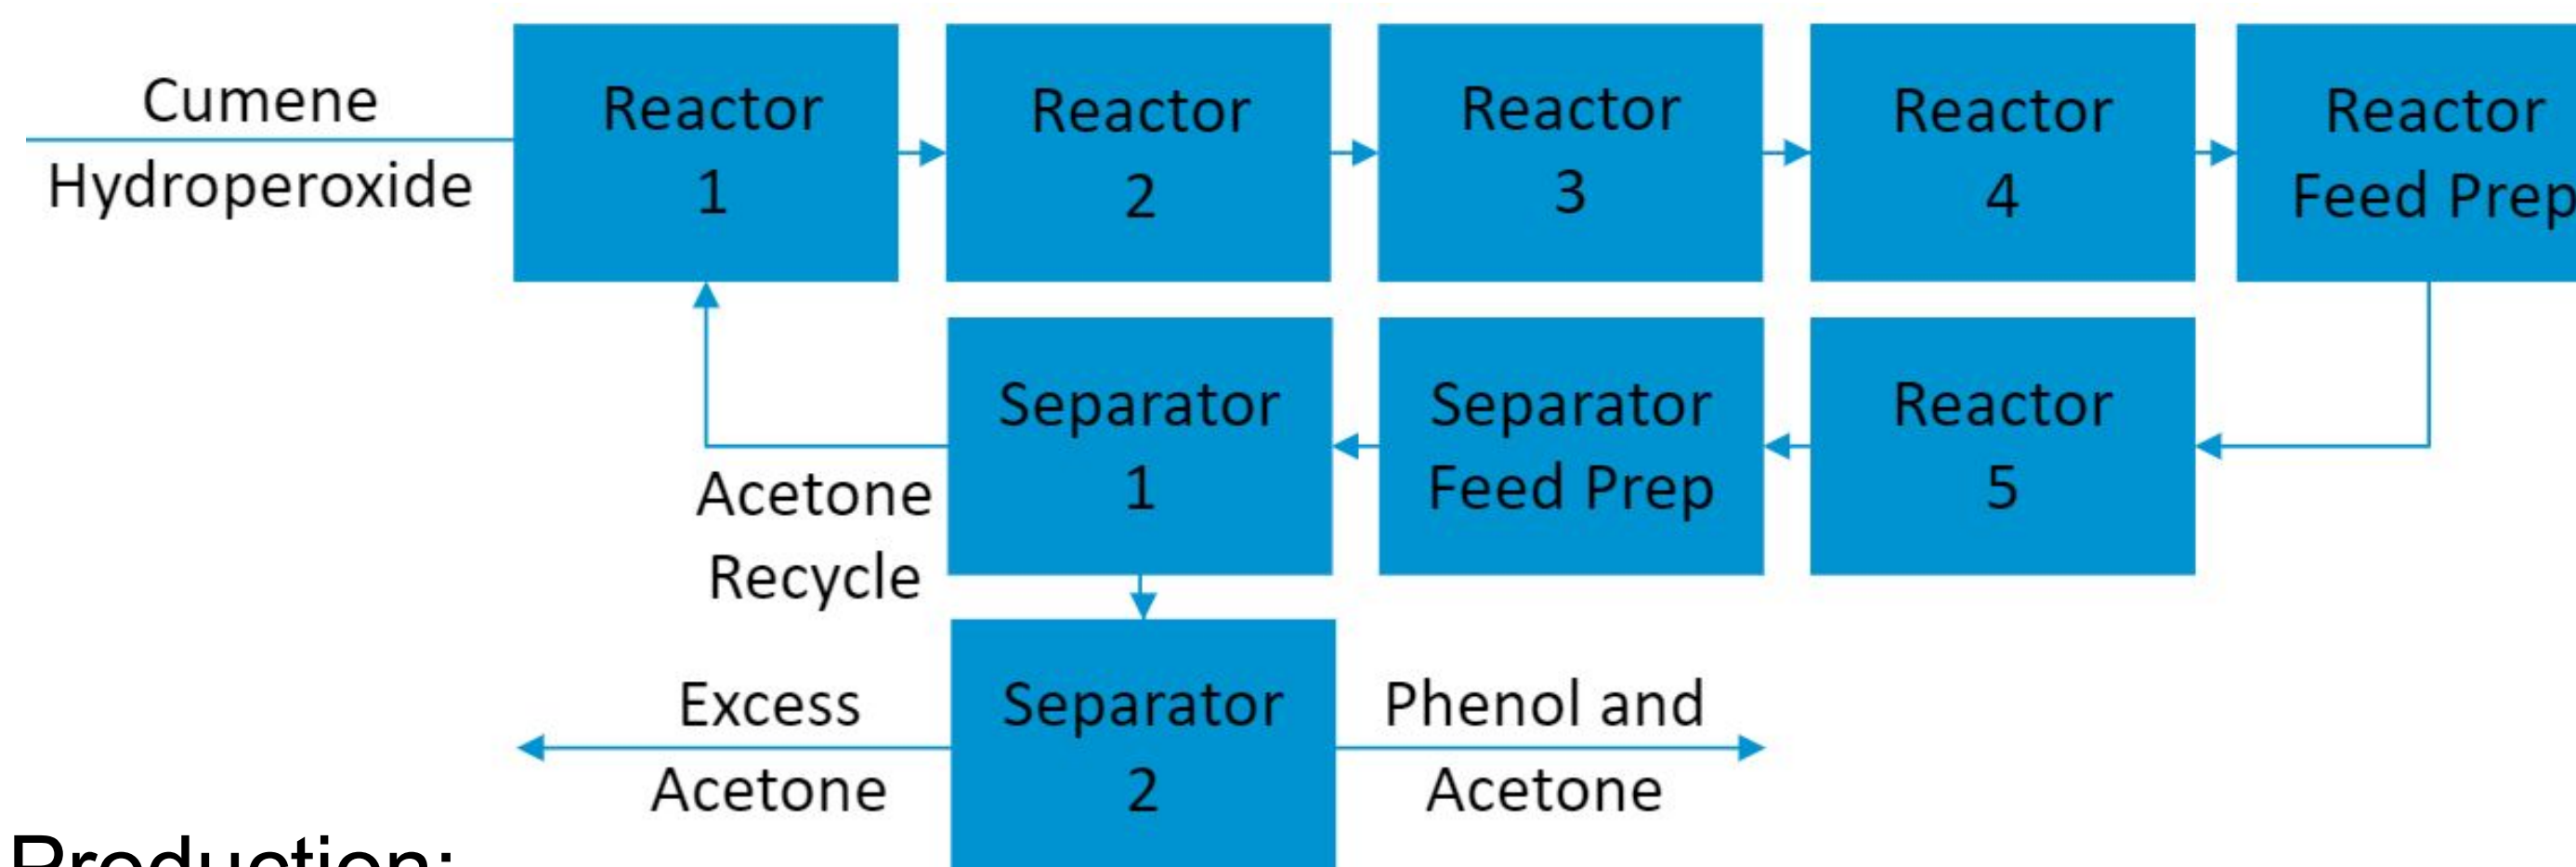 Cumene
Hydroperoxide
Reactor
1
Reactor
2
Reactor
3
Reactor
4
Reactor
Feed Prep
Separator
1
Separator
Feed Prep
Reactor
5
Acetone
Recycle
Excess
Acetone
Separator
2
Phenol and
Acetone
Production: